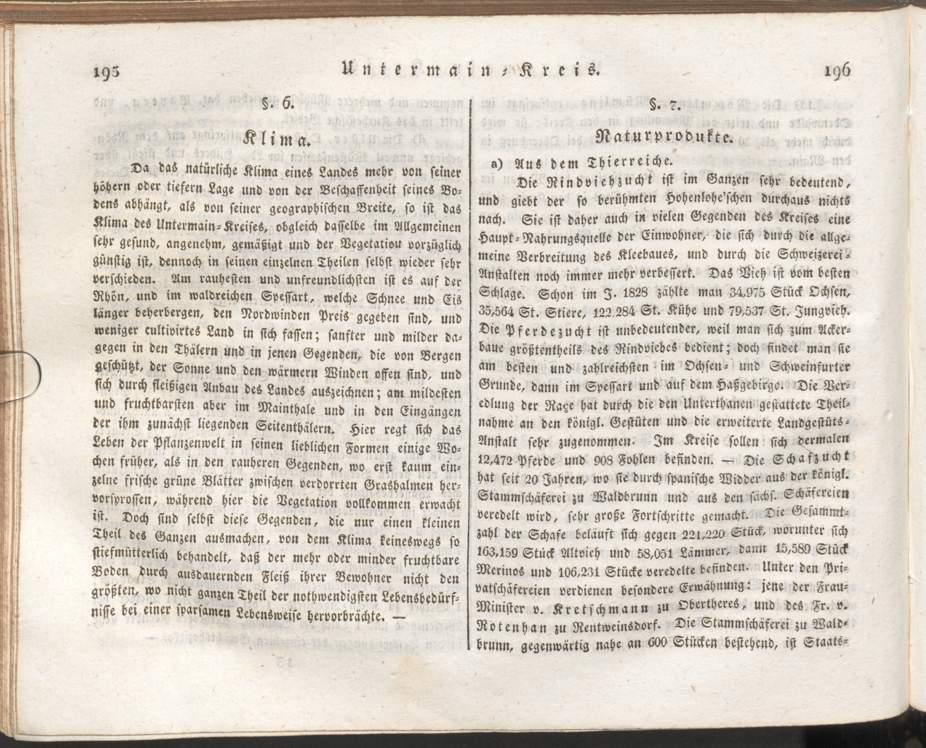 195
Untermain-Kreis.
196
§. 6.
Klima.
Da das natürliche Klima eines Landes mehr von seiner
höhern oder tiefern Lage und von der Beschaffenheit seines Bo-
dens abhängt, als von seiner geographischen Breite, so ist das
Klima des Untermain-Kreises, obgleich dasselbe im Allgemeinen
sehr gesund, angenehm, gemäßigt und der Vegetation vorzüglich
günstig ist, dennoch in seinen einzelnen Theilen selbst wieder sehr
verschieden. Am rauhesten und unfreundlichsten ist es auf der
Rhön, und im waldreichen Spessart, welche Schnee und Eis
länger beherbergen, den Nordwinden Preis gegeben sind, und
weniger cultivirtes Land in sich fassen; sanfter und milder da-
gegen in den Thälern und in jenen Gegenden, die von Bergen
geschützt, der Sonne und den wärmern Winden offen sind, und
sich durch fleißigen Anbau des Landes auszeichnen; am mildesten
und fruchtbarsten aber im Mainthale und in den Eingängen
der ihm zunächst liegenden Seitenthälern. Hier regt sich das
Leben der Pflanzenwelt in seinen lieblichen Formen einige Wo-
chen früher, als in den rauheren Gegenden, wo erst kaum ein-
zelne frische grüne Blätter zwischen verdorrten Grashalmen her-
vorsprossen, während hier die Vegetation vollkommen erwacht
ist. Doch sind selbst diese Gegenden, die nur einen kleinen
Theil des Ganzen ausmachen, von dem Klima keineswegs so
stiefmütterlich behandelt, daß der mehr oder minder fruchtbare
Boden durch ausdauernden Fleiß ihrer Bewohner nicht den
größten, wo nicht ganzen Theil der nothwendigsten Lebensbedürf-
nisse bei einer sparsamen Lebensweise hervorbrächte. —
§. 7.
Naturprodukte.
a) Aus dem Thierreiche.
Die Rindviehzucht ist im Ganzen sehr bedeutend,
und giebt der so berühmten Hohenlohe'schen durchaus nichts
nach. Sie ist daher auch in vielen Gegenden des Kreises eine
Haupt-Nahrungsquelle der Einwohner, die sich durch die allge-
meine Verbreitung des Kleebaues, und durch die Schweizerei-
Anstalten noch immer mehr verbessert. Das Vieh ist vom besten
Schlage. Schon im J. 1828 zählte man 34,975 Stück Ochsen,
35,564 St. Stiere, 122,284 St. Kühe und 79,537 St. Jungvieh.
Die Pferdezucht ist unbedeutender, weil man sich zum Acker-
baue größtentheils des Rindviehes bedient; doch findet man sie
am besten und zahlreichsten im Ochsen- und Schweinfurter
Grunde, dann im Spessart und auf dem Haßgebirge. Die Ver-
edlung der Raçe hat durch die den Unterthanen gestattete Theil-
nahme an den königl. Gestüten und die erweiterte Landgestüts-
Anstalt sehr zugenommen. Im Kreise sollen sich dermalen
12,472 Pferde und 908 Fohlen befinden. — Die Schafzucht
hat seit 20 Jahren, wo sie durch spanische Widder aus der königl.
Stammschäferei zu Waldbrunn und aus den sächs. Schäfereien
veredelt wird, sehr große Fortschritte gemacht. Die Gesammt-
zahl der Schafe beläuft sich gegen 221,220 Stück, worunter sich
163,159 Stück Altvieh und 58,051 Lämmer, dann 15,589 Stück
Merinos und 106,231 Stücke veredelte befinden. Unter den Pri-
vatschäfereien verdienen besondere Erwähnung: jene der Frau-
Minister v. Kretschmann zu Obertheres, und des Fr. v.
Rotenhan zu Rentweinsdorf. Die Stammschäferei zu Wald-
brunn, gegenwärtig nahe an 600 Stücken bestehend, ist Staats-